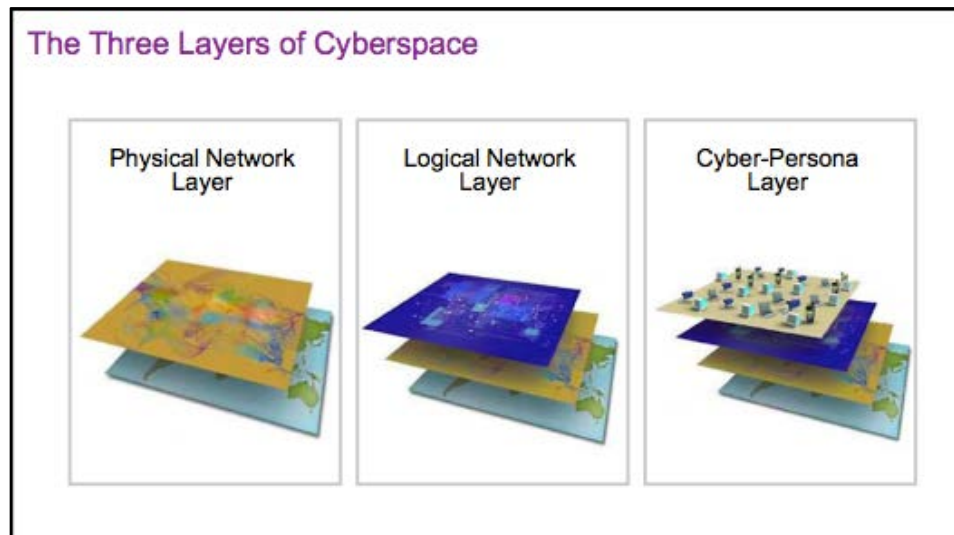 The Three Layers of Cyberspace
Physical Network
Layer
Logical Network
Layer
Cyber-Persona
Layer